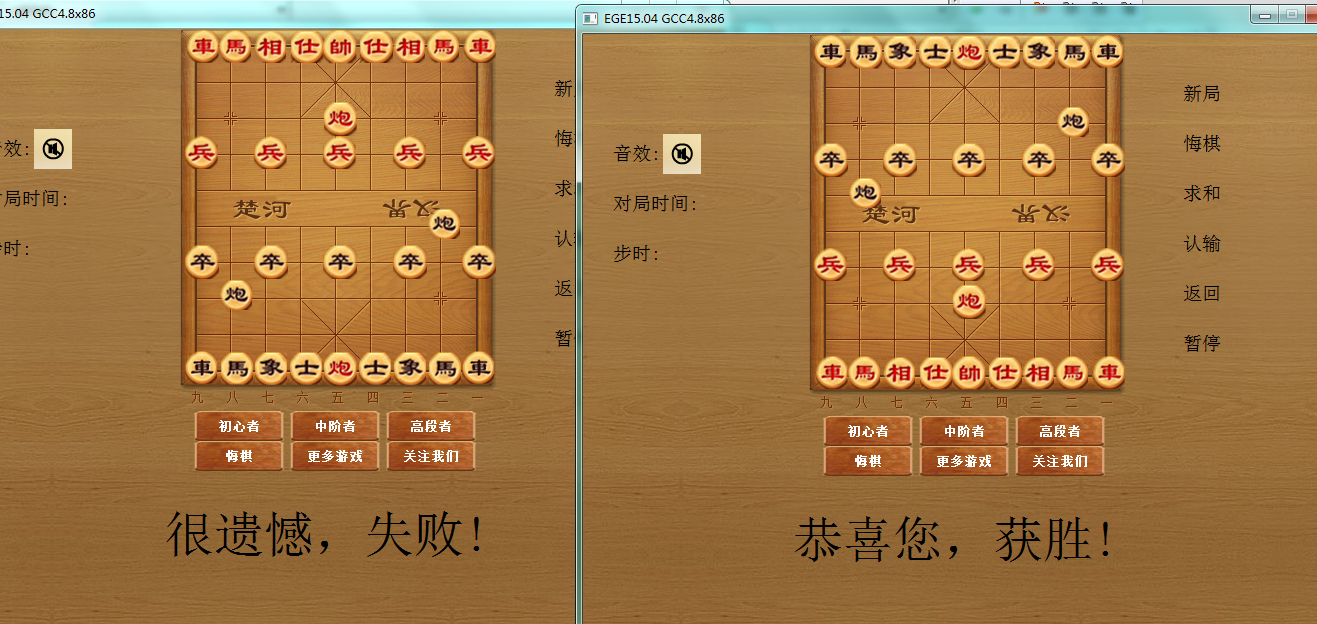 15.04 GCC4.8x86
車馬相仕帥仕相馬車
炮
兵兵兵兵兵
楚河
炮
卒卒卒卒卒
炮
車馬象士炮士象馬車
九 八 七 六 五 四 三 二 一
初心者 中阶者 高段者
悔棋 更多游戏 关注我们
音效:
局时间:
时:
新
悔
求
认
返
暂
很遗憾，失败!
EGE15.04 GCC4.8x86
車馬象士炮士象馬車
炮
卒卒卒卒卒
炮
楚河
兵兵兵兵兵
炮
車馬相仕帥仕相馬車
九 八 七 六 五 四 三 二 一
初心者 中阶者 高段者
悔棋 更多游戏 关注我们
音效:
对局时间:
步时:
新局
悔棋
求和
认输
返回
暂停
恭喜您，获胜!